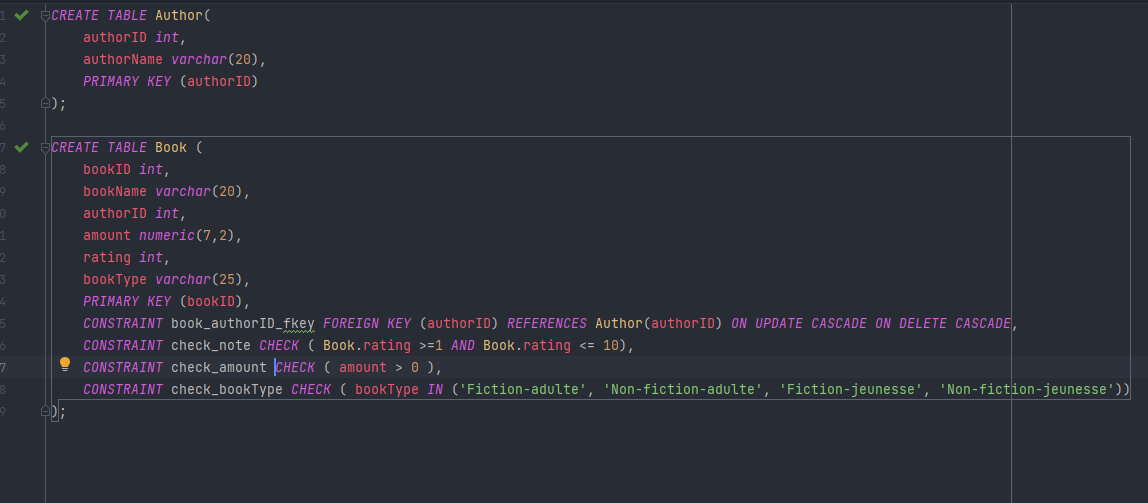 1 CREATE TABLE Author(
2 authorID int,
3 authorName varchar(20),
4 PRIMARY KEY (authorID)
5 );
6
7 CREATE TABLE Book (
8 bookID int,
9 bookName varchar(20),
0 authorID int,
1 amount numeric(7,2),
2 rating int,
3 bookType varchar(25),
4 PRIMARY KEY (bookID),
5 CONSTRAINT book_authorID_fkey FOREIGN KEY (authorID) REFERENCES Author(authorID) ON UPDATE CASCADE ON DELETE CASCADE,
6 CONSTRAINT check_note CHECK ( Book.rating >=1 AND Book.rating <= 10),
7 CONSTRAINT check_amount CHECK ( amount > 0 ),
8 CONSTRAINT check_bookType CHECK ( bookType IN ('Fiction-adulte', 'Non-fiction-adulte', 'Fiction-jeunesse', 'Non-fiction-jeunesse'))
9 );